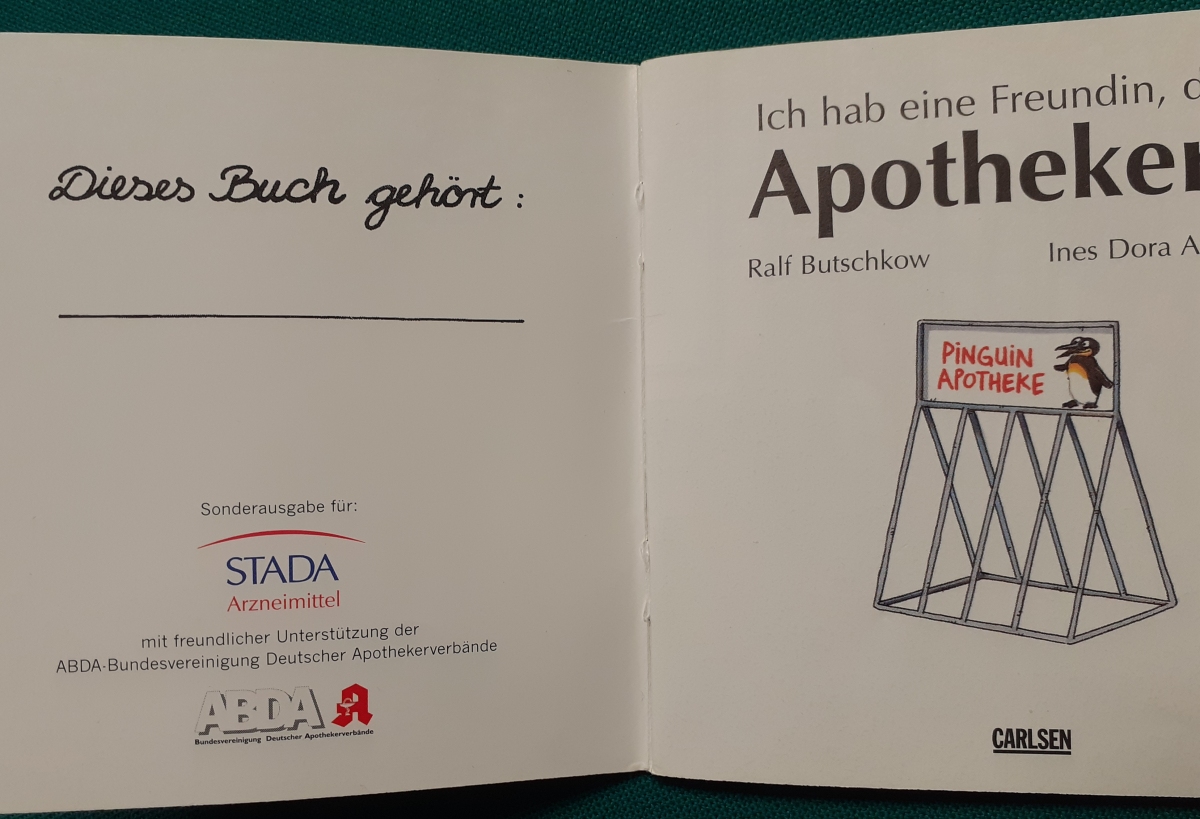 Dieses Buch gehört:
Sonderausgabe für:
STADA
Arzneimittel
mit freundlicher Unterstützung der
ABDA-Bundesvereinigung Deutscher Apothekerverbände
ABDA
Bundesvereinigung Deutscher Apothekerverbände
Ich hab eine Freundin, d
Apotheker
Ralf Butschkow Ines Dora A
PiNGUiN
APOTHEKE
CARLSEN